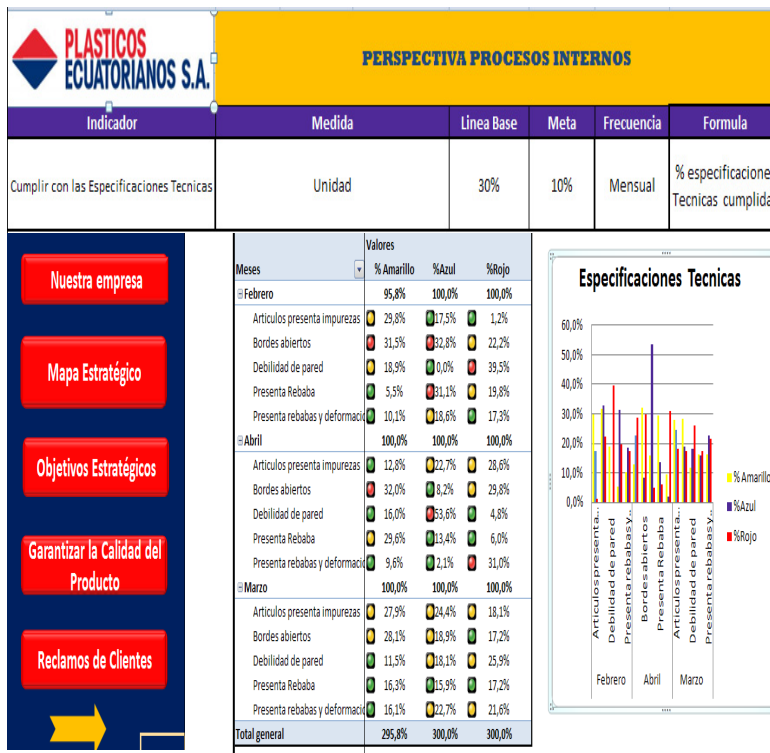 PLASTICOS
ECUATORIANOS S.A.
PERSPECTIVA PROCESOS INTERNOS
Indicador Medida Linea Base Meta Frecuencia Formula
Cumplir con las Especificaciones Tecnicas Unidad 30% 10% Mensual % especificacione
Tecnicas cumplida
Nuestra empresa
Mapa Estratégico
Objetivos Estratégicos
Garantizar la Calidad del
Producto
Reclamos de Clientes
Valores
Meses % Amarillo %Azul %Rojo
Febrero 95,8% 100,0% 100,0%
Articulos presenta impurezas 29,8% 17,5% 1,2%
Bordes abiertos 31,5% 32,8% 22,2%
Debilidad de pared 18,9% 0,0% 39,5%
Presenta Rebaba 5,5% 31,1% 19,8%
Presenta rebabas y deformacio 10,1% 18,6% 17,3%
Abril 100,0% 100,0% 100,0%
Articulos presenta impurezas 12,8% 22,7% 28,6%
Bordes abiertos 32,0% 8,2% 29,8%
Debilidad de pared 16,0% 53,6% 4,8%
Presenta Rebaba 29,6% 13,4% 6,0%
Presenta rebabas y deformacio 9,6% 2,1% 31,0%
Marzo 100,0% 100,0% 100,0%
Articulos presenta impurezas 27,9% 24,4% 18,1%
Bordes abiertos 28,1% 18,9% 17,2%
Debilidad de pared 11,5% 18,1% 25,9%
Presenta Rebaba 16,3% 15,9% 17,2%
Presenta rebabas y deformacio 16,1% 22,7% 21,6%
Total general 295,8% 300,0% 300,0%
Especificaciones Tecnicas
60,0%
50,0%
40,0%
30,0%
20,0%
10,0%
0,0%
Articulos presenta...
Debilidad de pared
Presenta rebabas y..
Bordes abiertos
Presenta Rebaba
Articulos presenta...
Debilidad de pared
Presenta rebabas y..
Febrero Abril Marzo
% Amarillo
%Azul
%Rojo